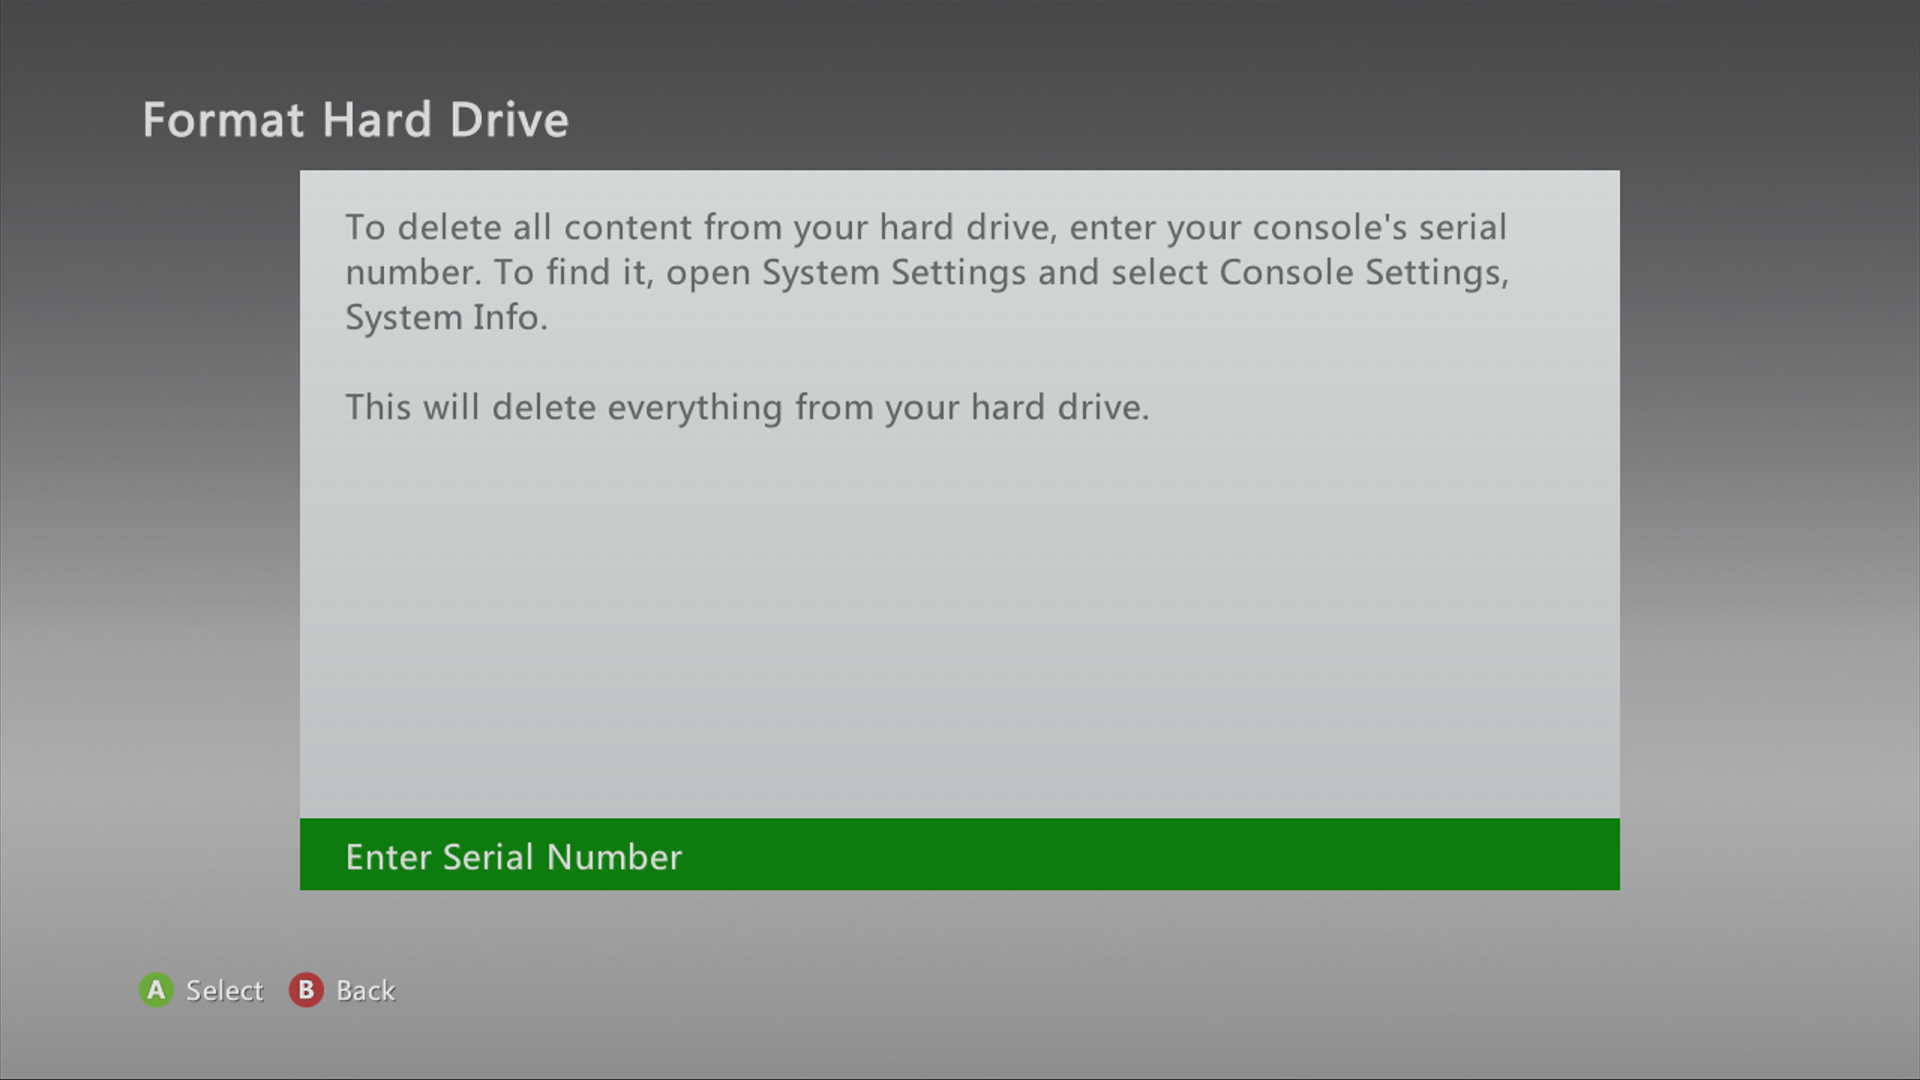 Format Hard Drive
To delete all content from your hard drive, enter your console's serial
number. To find it, open System Settings and select Console Settings,
System Info.
This will delete everything from your hard drive.
Enter Serial Number
A Select B Back